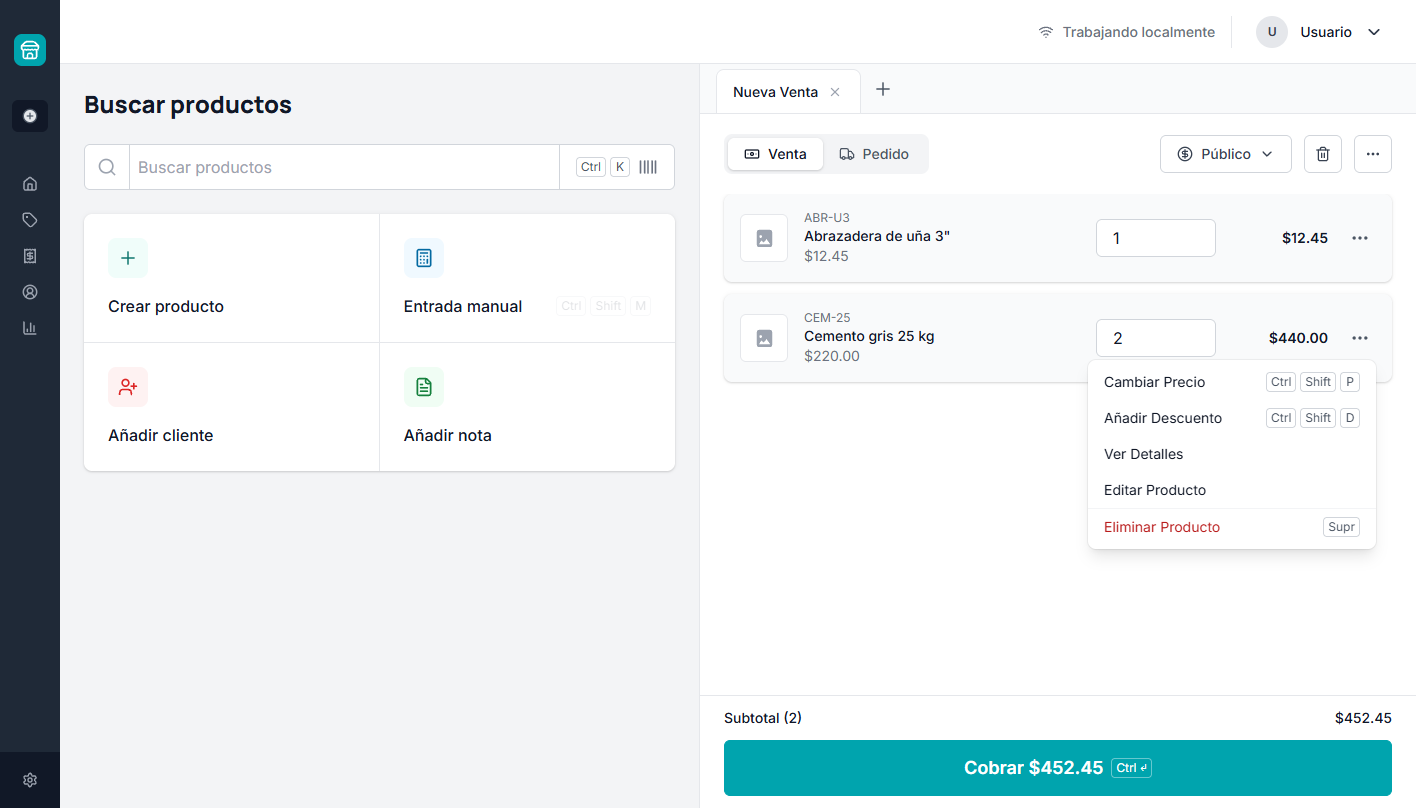 Trabajando localmente
U
Usuario
Buscar productos
Buscar productos
Ctrl K
Crear producto
Entrada manual
Ctrl Shift M
Añadir cliente
Añadir nota
Nueva Venta
Venta
Pedido
Público
ABR-U3
Abrazadera de uña 3"
$12.45
1
$12.45
CEM-25
Cemento gris 25 kg
$220.00
2
$440.00
Cambiar Precio Ctrl Shift P
Añadir Descuento Ctrl Shift D
Ver Detalles
Editar Producto
Eliminar Producto Supr
Subtotal (2) $452.45
Cobrar $452.45 Ctrl ↵